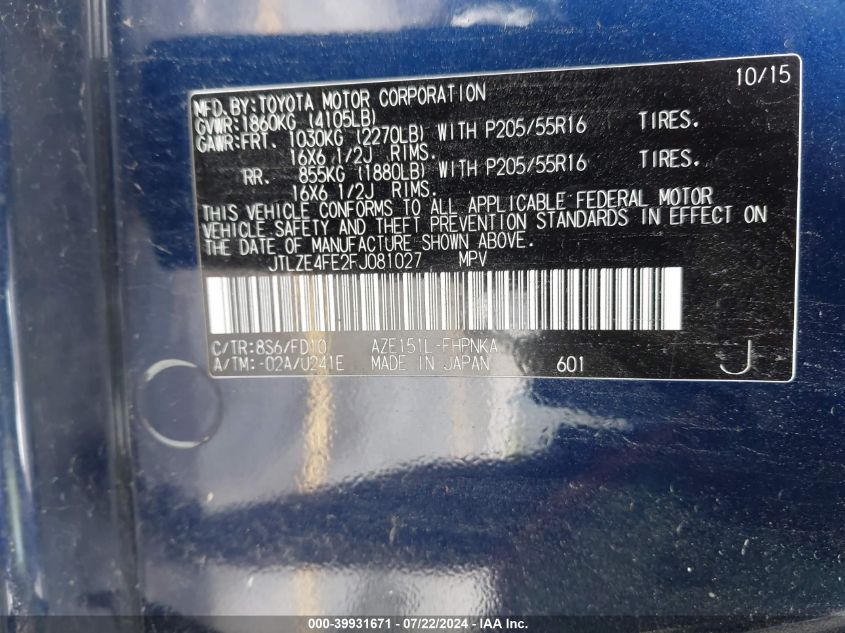 10/15
MFD.BY:TOYOTA MOTOR CORPORATION
GVWR:1860KG (4105LB)
GAWR:FRT. 1030KG (2270LB) WITH P205/55R16 TIRES.
16X6 1/2J RIMS.
RR. 855KG (1880LB) WITH P205/55R16 TIRES.
16X6 1/2J RIMS.
THIS VEHICLE CONFORMS TO ALL APPLICABLE FEDERAL MOTOR
VEHICLE SAFETY AND THEFT PREVENTION STANDARDS IN EFFECT ON
THE DATE OF MANUFACTURE SHOWN ABOVE.
JTLZE4FE2FJ081027 MPV
C/TR:8S6/FD10 AZE151L-FHPNKA
A/TM:-02A/U241E MADE IN JAPAN 601 J
000-39931671 - 07/22/2024 - IAA Inc.